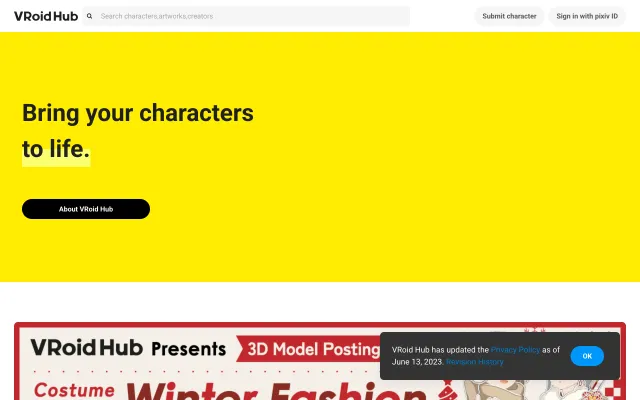 VRoid Hub
Search characters,artworks,creators
Submit character
Sign in with pixiv ID
Bring your characters
to life.
About VRoid Hub
VRoid Hub Presents
3D Model Posting
Costume
Winter Fashion
VRoid Hub has updated the Privacy Policy as of
June 13, 2023. Revision History
OK